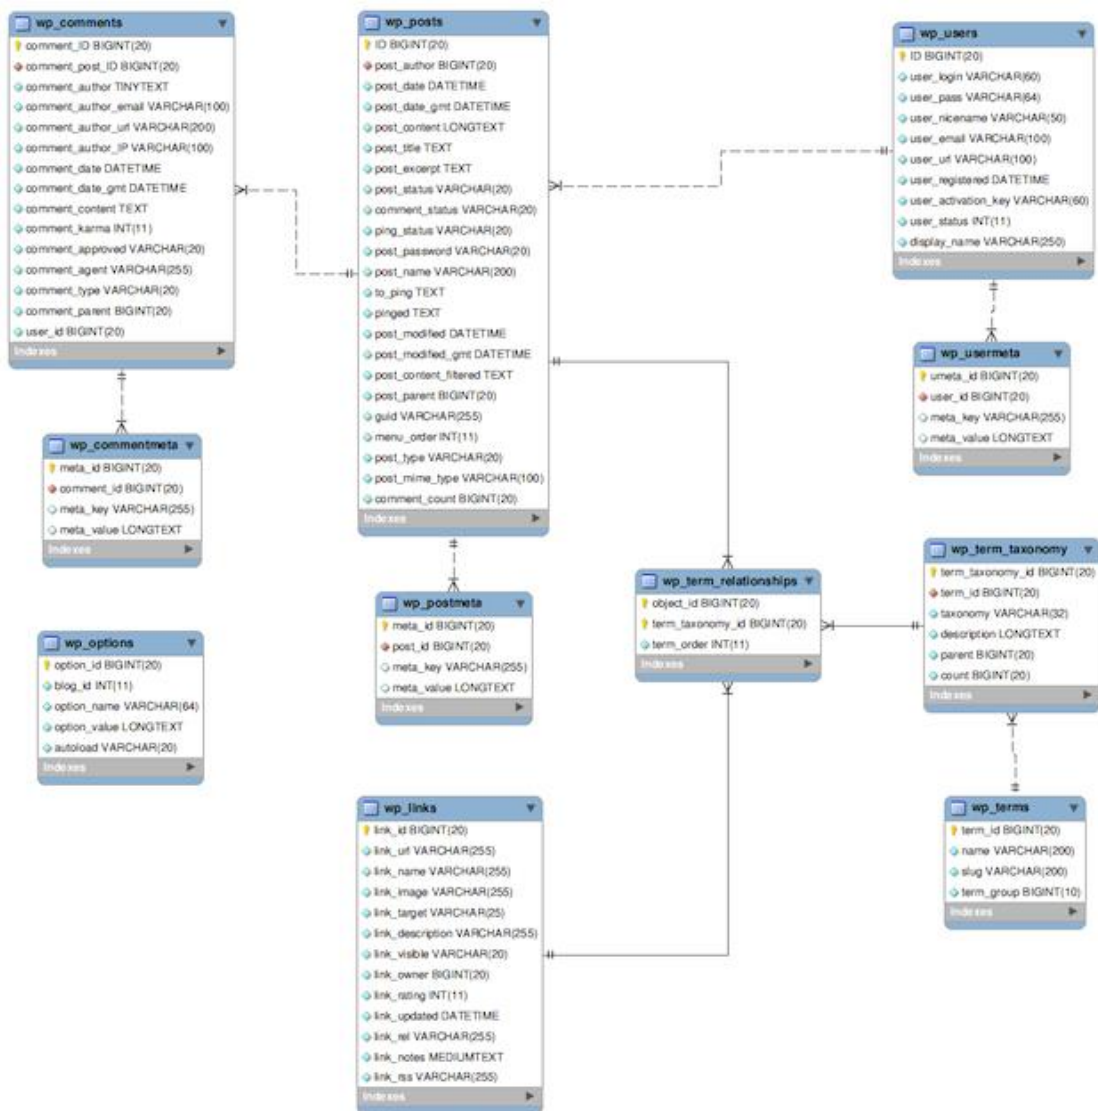 wp_comments
comment_ID BIGINT(20)
comment_post_ID BIGINT(20)
comment_author TINYTEXT
comment_author_email VARCHAR(100)
comment_author_url VARCHAR(200)
comment_author_IP VARCHAR(100)
comment_date DATETIME
comment_date_gmt DATETIME
comment_content TEXT
comment_karma INT(11)
comment_approved VARCHAR(20)
comment_agent VARCHAR(255)
comment_type VARCHAR(20)
comment_parent BIGINT(20)
user_id BIGINT(20)
Indexes
wp_posts
ID BIGINT(20)
post_author BIGINT(20)
post_date DATETIME
post_date_gmt DATETIME
post_content LONGTEXT
post_title TEXT
post_excerpt TEXT
post_status VARCHAR(20)
comment_status VARCHAR(20)
ping_status VARCHAR(20)
post_password VARCHAR(20)
post_name VARCHAR(200)
to_ping TEXT
pinged TEXT
post_modified DATETIME
post_modified_gmt DATETIME
post_content_filtered TEXT
post_parent BIGINT(20)
guid VARCHAR(255)
menu_order INT(11)
post_type VARCHAR(20)
post_mime_type VARCHAR(100)
comment_count BIGINT(20)
Indexes
wp_users
ID BIGINT(20)
user_login VARCHAR(60)
user_pass VARCHAR(64)
user_nicename VARCHAR(50)
user_email VARCHAR(100)
user_url VARCHAR(100)
user_registered DATETIME
user_activation_key VARCHAR(60)
user_status INT(11)
display_name VARCHAR(250)
Indexes
wp_usermeta
umeta_id BIGINT(20)
user_id BIGINT(20)
meta_key VARCHAR(255)
meta_value LONGTEXT
Indexes
wp_commentmeta
meta_id BIGINT(20)
comment_id BIGINT(20)
meta_key VARCHAR(255)
meta_value LONGTEXT
Indexes
wp_postmeta
meta_id BIGINT(20)
post_id BIGINT(20)
meta_key VARCHAR(255)
meta_value LONGTEXT
Indexes
wp_term_relationships
object_id BIGINT(20)
term_taxonomy_id BIGINT(20)
term_order INT(11)
Indexes
wp_term_taxonomy
term_taxonomy_id BIGINT(20)
term_id BIGINT(20)
taxonomy VARCHAR(32)
description LONGTEXT
parent BIGINT(20)
count BIGINT(20)
Indexes
wp_options
option_id BIGINT(20)
blog_id INT(11)
option_name VARCHAR(64)
option_value LONGTEXT
autoload VARCHAR(20)
Indexes
wp_links
link_id BIGINT(20)
link_url VARCHAR(255)
link_name VARCHAR(255)
link_image VARCHAR(255)
link_target VARCHAR(25)
link_description VARCHAR(255)
link_visible VARCHAR(20)
link_owner BIGINT(20)
link_rating INT(11)
link_updated DATETIME
link_rel VARCHAR(255)
link_notes MEDIUMTEXT
link_rss VARCHAR(255)
Indexes
wp_terms
term_id BIGINT(20)
name VARCHAR(200)
slug VARCHAR(200)
term_group BIGINT(10)
Indexes